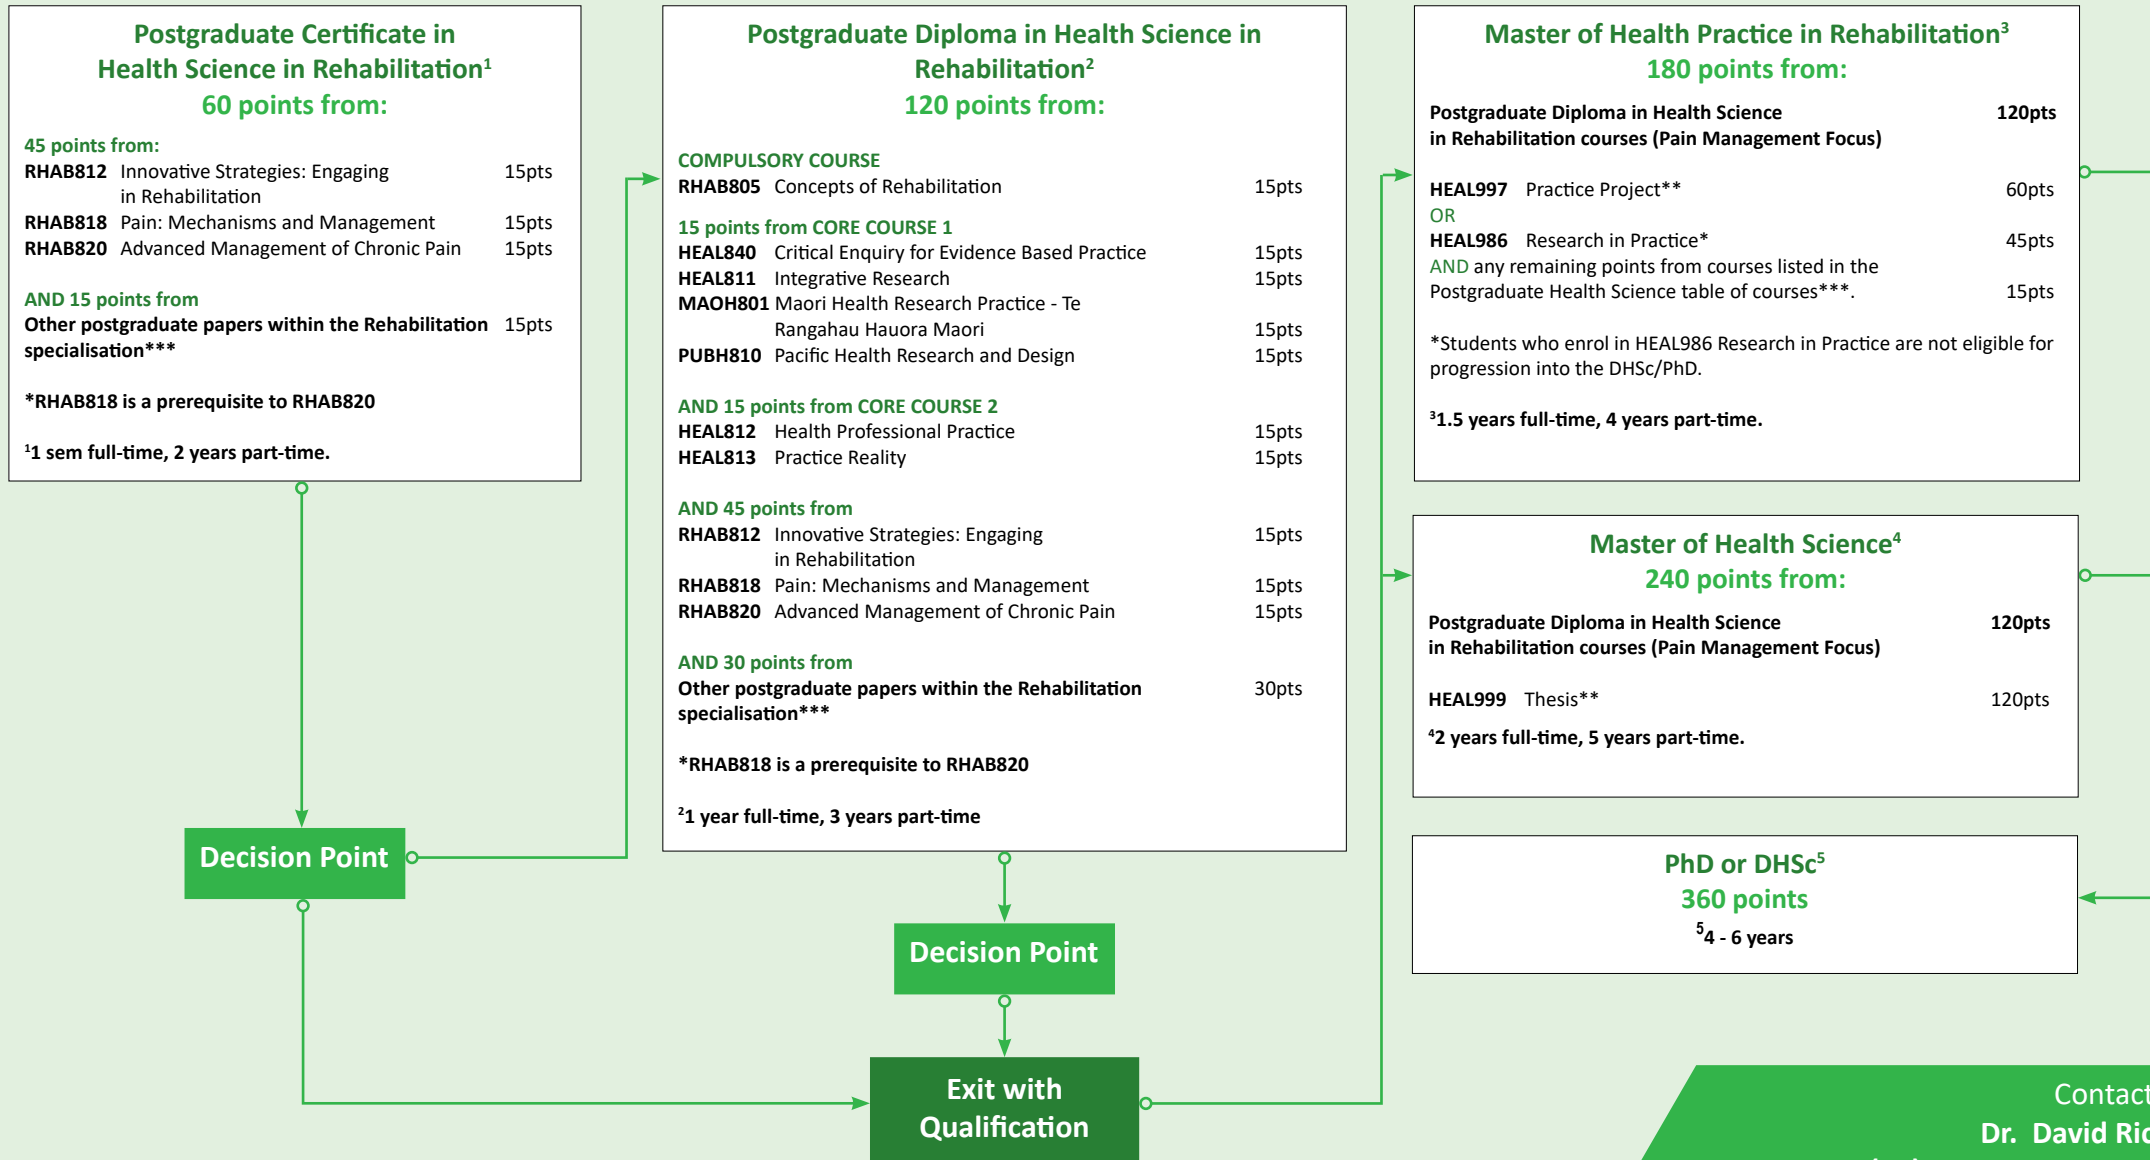 Postgraduate Certificate in
Health Science in Rehabilitation¹
60 points from:
45 points from:
RHAB812 Innovative Strategies: Engaging 15pts
in Rehabilitation
RHAB818 Pain: Mechanisms and Management 15pts
RHAB820 Advanced Management of Chronic Pain 15pts
AND 15 points from
Other postgraduate papers within the Rehabilitation 15pts
specialisation***
*RHAB818 is a prerequisite to RHAB820
¹1 sem full-time, 2 years part-time.
Decision Point
Postgraduate Diploma in Health Science in
Rehabilitation²
120 points from:
COMPULSORY COURSE
RHAB805 Concepts of Rehabilitation 15pts
15 points from CORE COURSE 1
HEAL840 Critical Enquiry for Evidence Based Practice 15pts
HEAL811 Integrative Research 15pts
MAOH801 Maori Health Research Practice - Te
Rangahau Hauora Maori 15pts
PUBH810 Pacific Health Research and Design 15pts
AND 15 points from CORE COURSE 2
HEAL812 Health Professional Practice 15pts
HEAL813 Practice Reality 15pts
AND 45 points from
RHAB812 Innovative Strategies: Engaging 15pts
in Rehabilitation
RHAB818 Pain: Mechanisms and Management 15pts
RHAB820 Advanced Management of Chronic Pain 15pts
AND 30 points from
Other postgraduate papers within the Rehabilitation 30pts
specialisation***
*RHAB818 is a prerequisite to RHAB820
²1 year full-time, 3 years part-time
Decision Point
Exit with
Qualification
Master of Health Practice in Rehabilitation³
180 points from:
Postgraduate Diploma in Health Science 120pts
in Rehabilitation courses (Pain Management Focus)
HEAL997 Practice Project** 60pts
OR
HEAL986 Research in Practice* 45pts
AND any remaining points from courses listed in the
Postgraduate Health Science table of courses***. 15pts
*Students who enrol in HEAL986 Research in Practice are not eligible for
progression into the DHSc/PhD.
³1.5 years full-time, 4 years part-time.
Master of Health Science⁴
240 points from:
Postgraduate Diploma in Health Science 120pts
in Rehabilitation courses (Pain Management Focus)
HEAL999 Thesis** 120pts
⁴2 years full-time, 5 years part-time.
PhD or DHSc⁵
360 points
⁵4 - 6 years
Contact
Dr. David